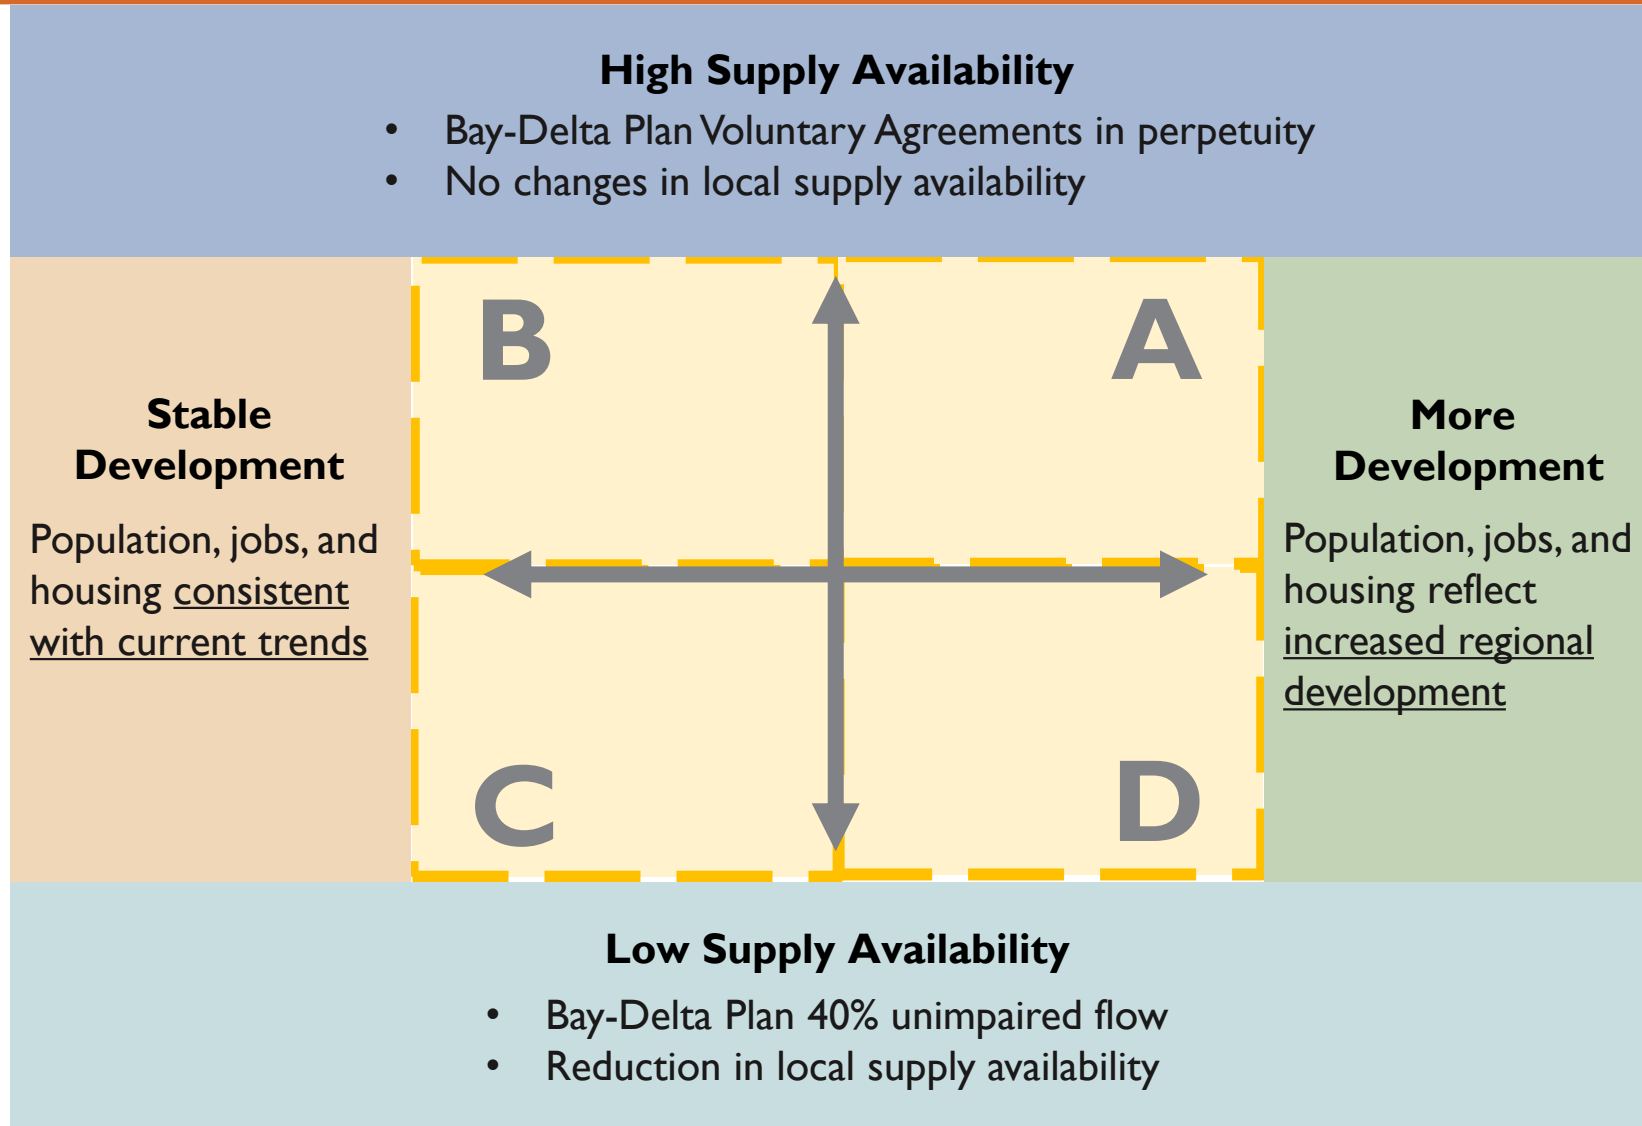 High Supply Availability
• Bay-Delta Plan Voluntary Agreements in perpetuity
• No changes in local supply availability
B
A
Stable
Development
Population, jobs, and
housing consistent
with current trends
More
Development
Population, jobs, and
housing reflect
increased regional
development
C
D
Low Supply Availability
• Bay-Delta Plan 40% unimpaired flow
• Reduction in local supply availability